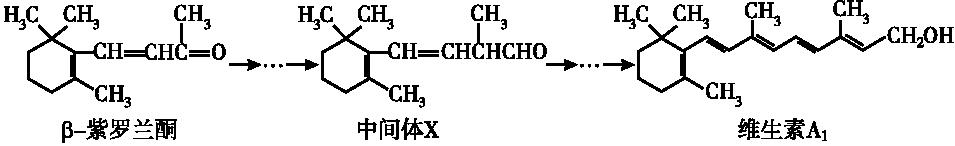 H₃C CH₃ CH₃ H₃C CH₃ CH₃ H₃C CH₃ CH₃ CH₃
CH=CHC=O CH=CHCHCHO CH₂OH
CH₃ CH₃ CH₃
β-紫罗兰酮 中间体X 维生素A₁